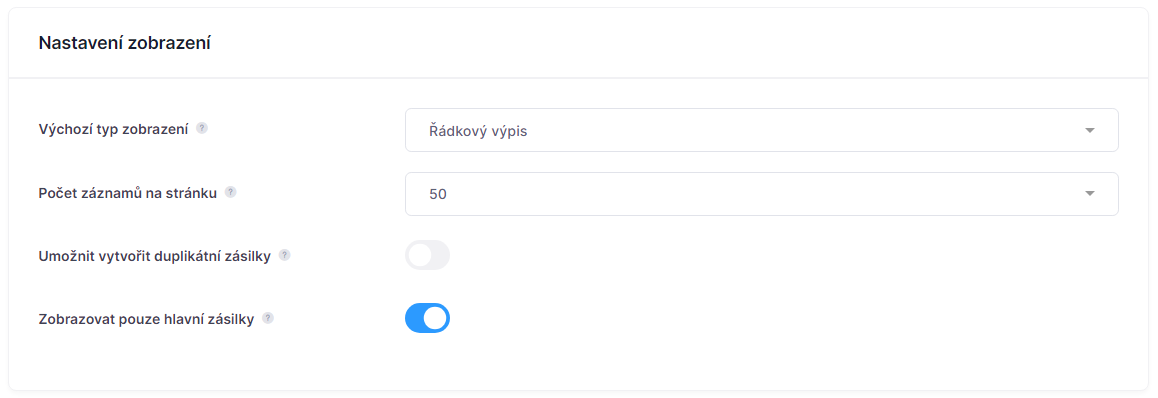 Nastavení zobrazení
Výchozí typ zobrazení ?
Řádkový výpis
Počet záznamů na stránku ?
50
Umožnit vytvořit duplikátní zásilky ?
Zobrazovat pouze hlavní zásilky ?